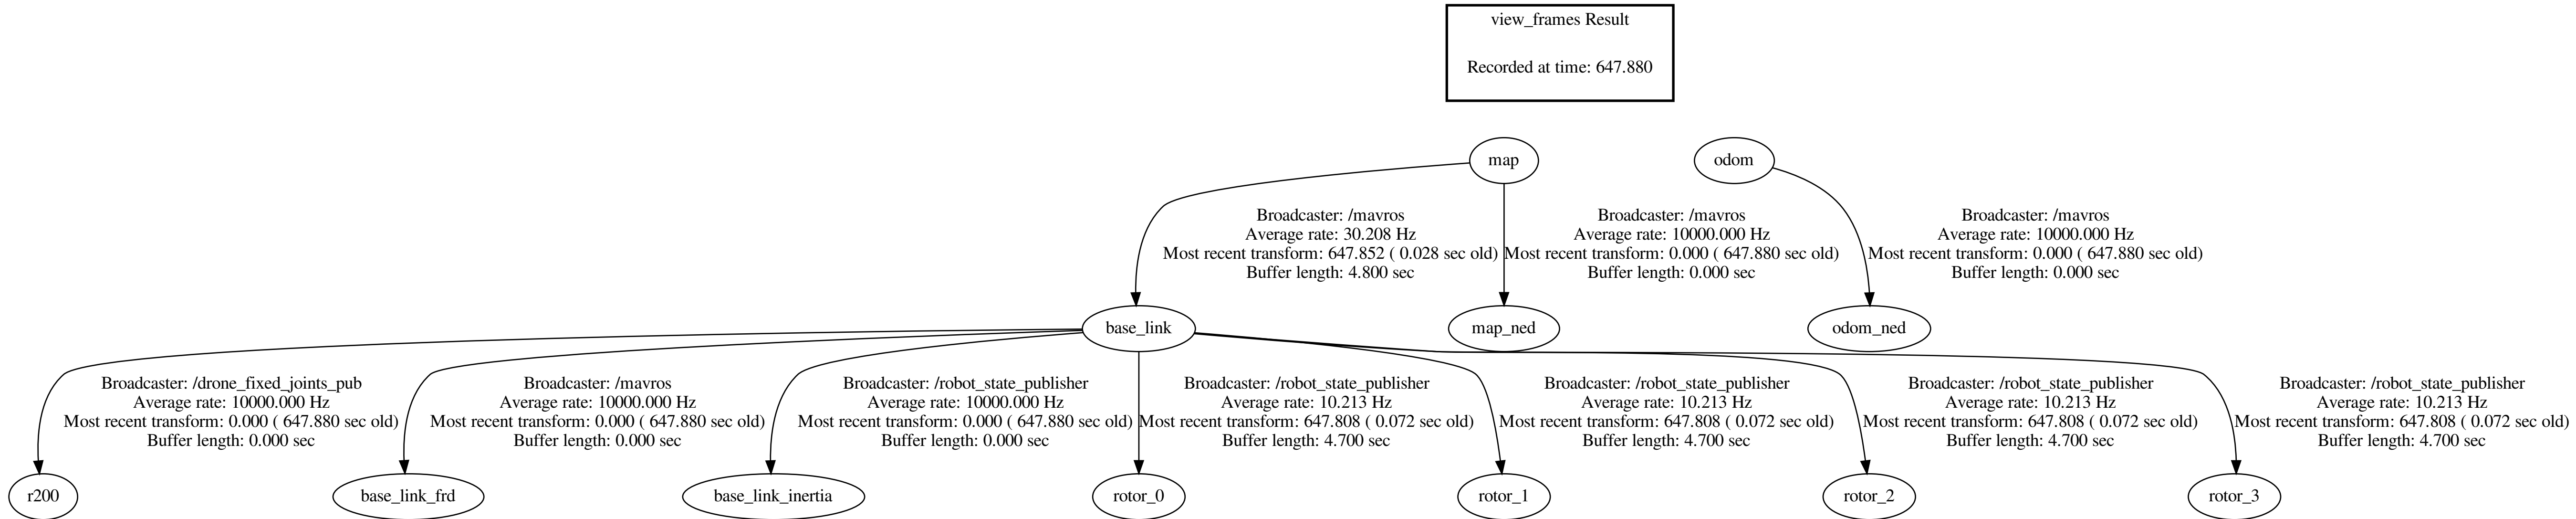 view_frames Result
Recorded at time: 647.880
map
odom
Broadcaster: /mavros
Average rate: 30.208 Hz
Most recent transform: 647.852 ( 0.028 sec old)
Buffer length: 4.800 sec
Broadcaster: /mavros
Average rate: 10000.000 Hz
Most recent transform: 0.000 ( 647.880 sec old)
Buffer length: 0.000 sec
Broadcaster: /mavros
Average rate: 10000.000 Hz
Most recent transform: 0.000 ( 647.880 sec old)
Buffer length: 0.000 sec
base_link
map_ned
odom_ned
Broadcaster: /drone_fixed_joints_pub
Average rate: 10000.000 Hz
Most recent transform: 0.000 ( 647.880 sec old)
Buffer length: 0.000 sec
Broadcaster: /mavros
Average rate: 10000.000 Hz
Most recent transform: 0.000 ( 647.880 sec old)
Buffer length: 0.000 sec
Broadcaster: /robot_state_publisher
Average rate: 10000.000 Hz
Most recent transform: 0.000 ( 647.880 sec old)
Buffer length: 0.000 sec
Broadcaster: /robot_state_publisher
Average rate: 10.213 Hz
Most recent transform: 647.808 ( 0.072 sec old)
Buffer length: 4.700 sec
Broadcaster: /robot_state_publisher
Average rate: 10.213 Hz
Most recent transform: 647.808 ( 0.072 sec old)
Buffer length: 4.700 sec
Broadcaster: /robot_state_publisher
Average rate: 10.213 Hz
Most recent transform: 647.808 ( 0.072 sec old)
Buffer length: 4.700 sec
Broadcaster: /robot_state_publisher
Average rate: 10.213 Hz
Most recent transform: 647.808 ( 0.072 sec old)
Buffer length: 4.700 sec
r200
base_link_frd
base_link_inertia
rotor_0
rotor_1
rotor_2
rotor_3